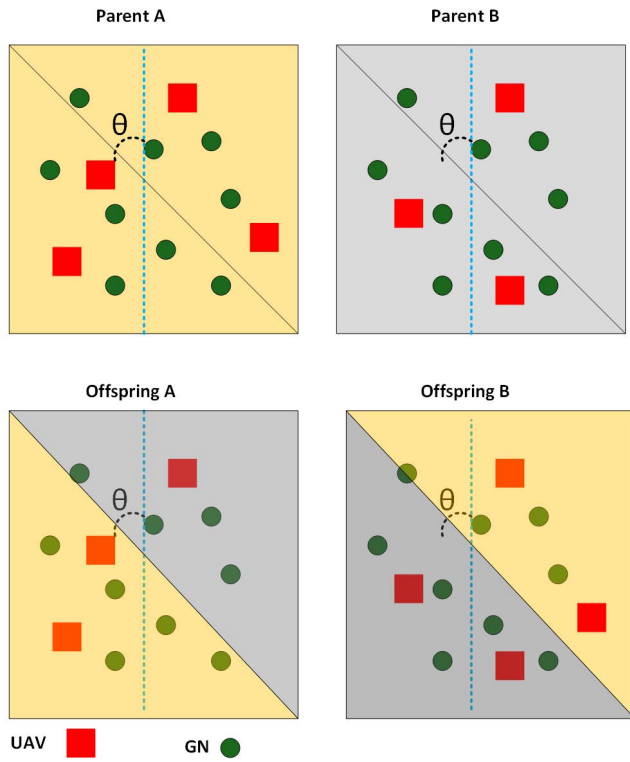 Parent A
Parent B
θ
θ
Offspring A
Offspring B
θ
θ
UAV
GN